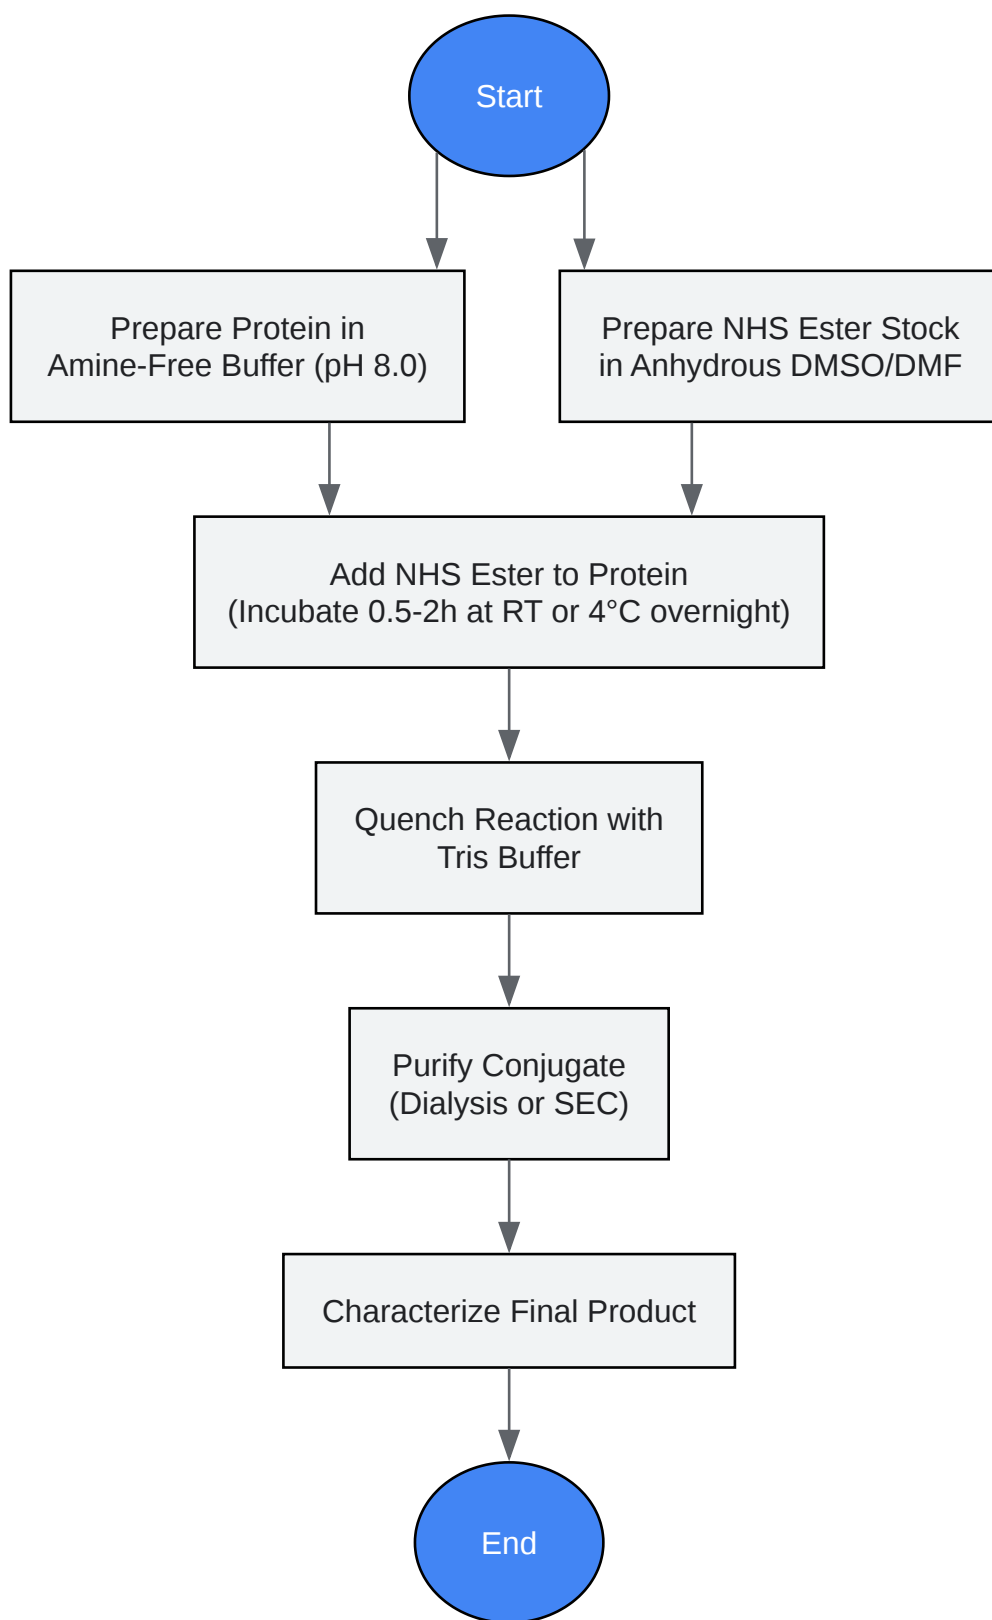 Start
Prepare Protein in
Amine-Free Buffer (pH 8.0)
Prepare NHS Ester Stock
in Anhydrous DMSO/DMF
Add NHS Ester to Protein
(Incubate 0.5-2h at RT or 4°C overnight)
Quench Reaction with
Tris Buffer
Purify Conjugate
(Dialysis or SEC)
Characterize Final Product
End